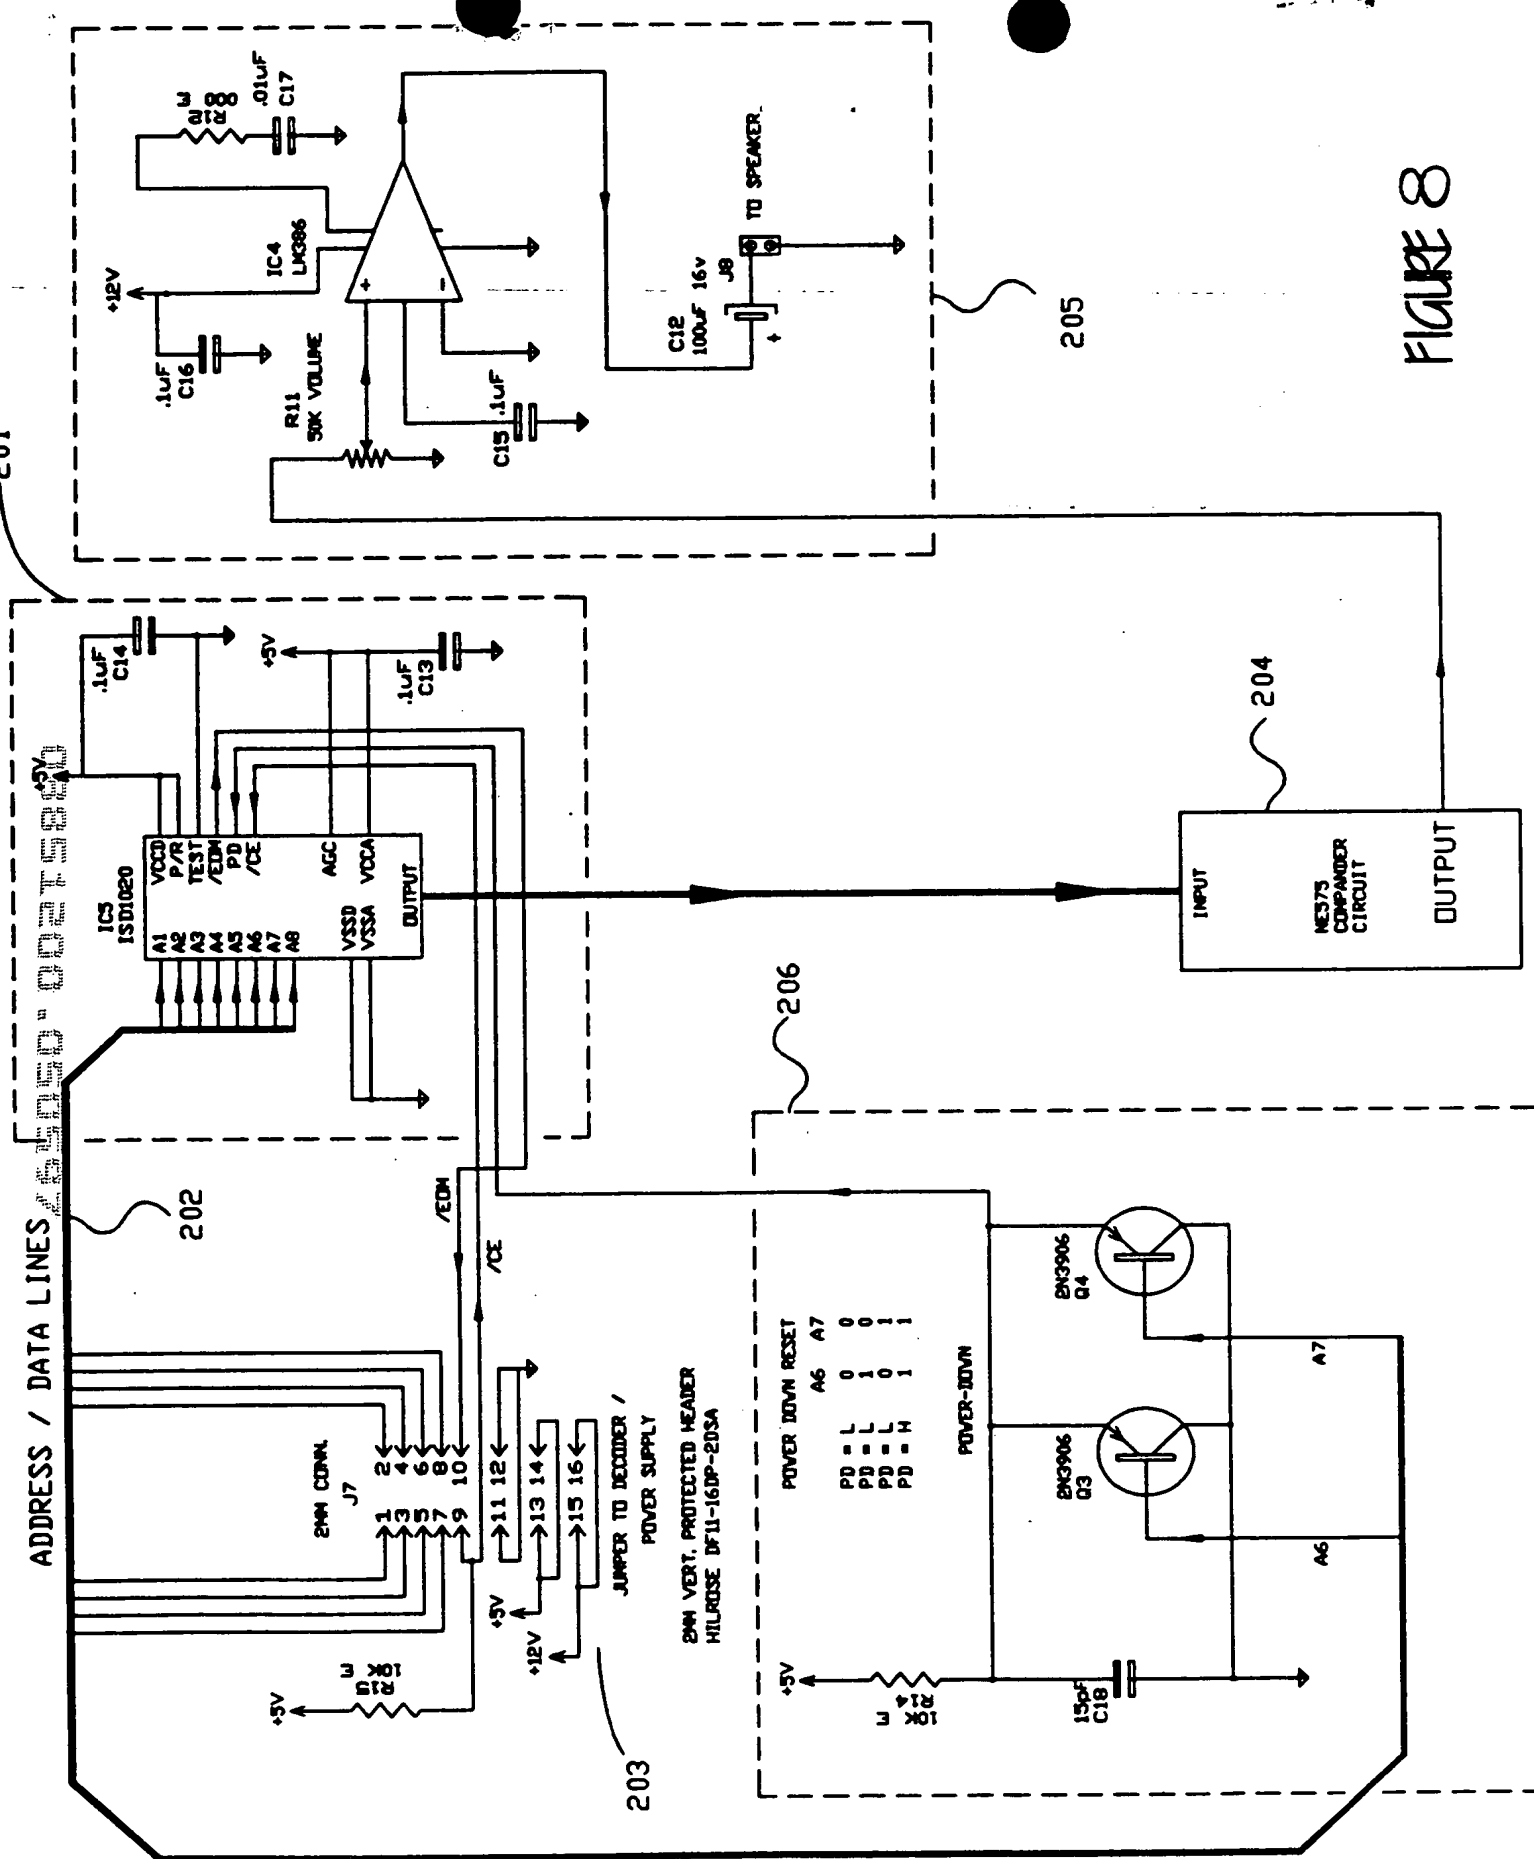 FIGURE 8
201
ADDRESS / DATA LINES
08851200.050597
202
IC5
ISD1020
A1
A2
A3
A4
A5
A6
A7
A8
VCCD
P/R
TEST
/EOM
PD
/CE
AGC
VCCA
VSSD
VSSA
OUTPUT
+5V
.1uF
C14
+5V
.1uF
C13
+12V
.1uF
C16
IC4
LM386
+
-
.01uF
C17
R11
50K VOLUME
C15
.1uF
C12
100uF 16v
+
J8
TO SPEAKER
205
2MM CONN.
J7
1 2
3 4
5 6
7 8
9 10
11 12
13 14
15 16
/EOM
/CE
+5V
+12V
+5V
R15
10K
JUMPER TO DECODER /
POWER SUPPLY
2MM VERT. PROTECTED HEADER
HILROSE DF11-16DP-2DSA
203
206
POWER DOWN RESET
A6 A7
PD = L 0 0
PD = L 1 0
PD = L 0 1
PD = H 1 1
POWER-DOWN
+5V
R14
10K
15pF
C18
2N3906
Q3
2N3906
Q4
A6
A7
204
INPUT
NE575
COMPANDER
CIRCUIT
OUTPUT